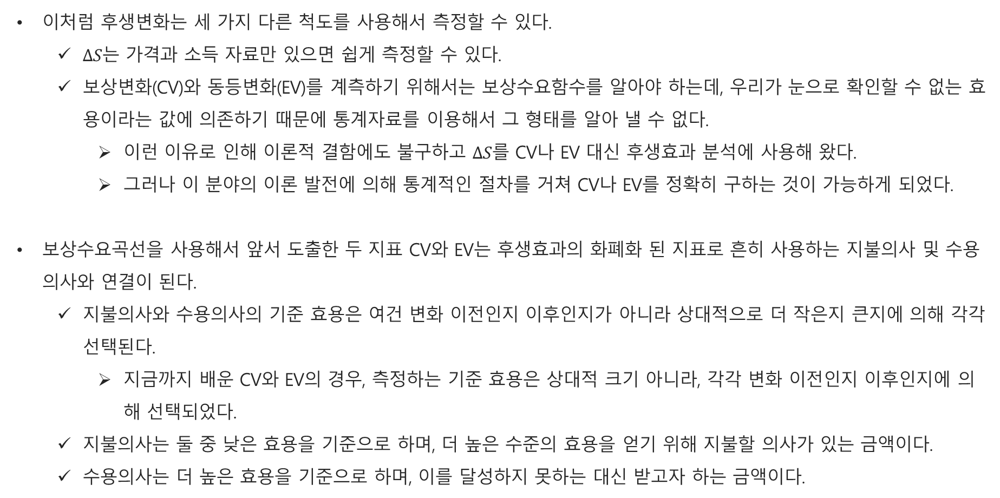 • 이처럼 후생변화는 세 가지 다른 척도를 사용해서 측정할 수 있다.
✓ ΔS는 가격과 소득 자료만 있으면 쉽게 측정할 수 있다.
✓ 보상변화(CV)와 동등변화(EV)를 계측하기 위해서는 보상수요함수를 알아야 하는데, 우리가 눈으로 확인할 수 없는 효
용이라는 값에 의존하기 때문에 통계자료를 이용해서 그 형태를 알아 낼 수 없다.
➢ 이런 이유로 인해 이론적 결함에도 불구하고 ΔS를 CV나 EV 대신 후생효과 분석에 사용해 왔다.
➢ 그러나 이 분야의 이론 발전에 의해 통계적인 절차를 거쳐 CV나 EV를 정확히 구하는 것이 가능하게 되었다.
• 보상수요곡선을 사용해서 앞서 도출한 두 지표 CV와 EV는 후생효과의 화폐화 된 지표로 흔히 사용하는 지불의사 및 수용
의사와 연결이 된다.
✓ 지불의사와 수용의사의 기준 효용은 여건 변화 이전인지 이후인지가 아니라 상대적으로 더 작은지 큰지에 의해 각각
선택된다.
➢ 지금까지 배운 CV와 EV의 경우, 측정하는 기준 효용은 상대적 크기 아니라, 각각 변화 이전인지 이후인지에 의
해 선택되었다.
✓ 지불의사는 둘 중 낮은 효용을 기준으로 하며, 더 높은 수준의 효용을 얻기 위해 지불할 의사가 있는 금액이다.
✓ 수용의사는 더 높은 효용을 기준으로 하며, 이를 달성하지 못하는 대신 받고자 하는 금액이다.